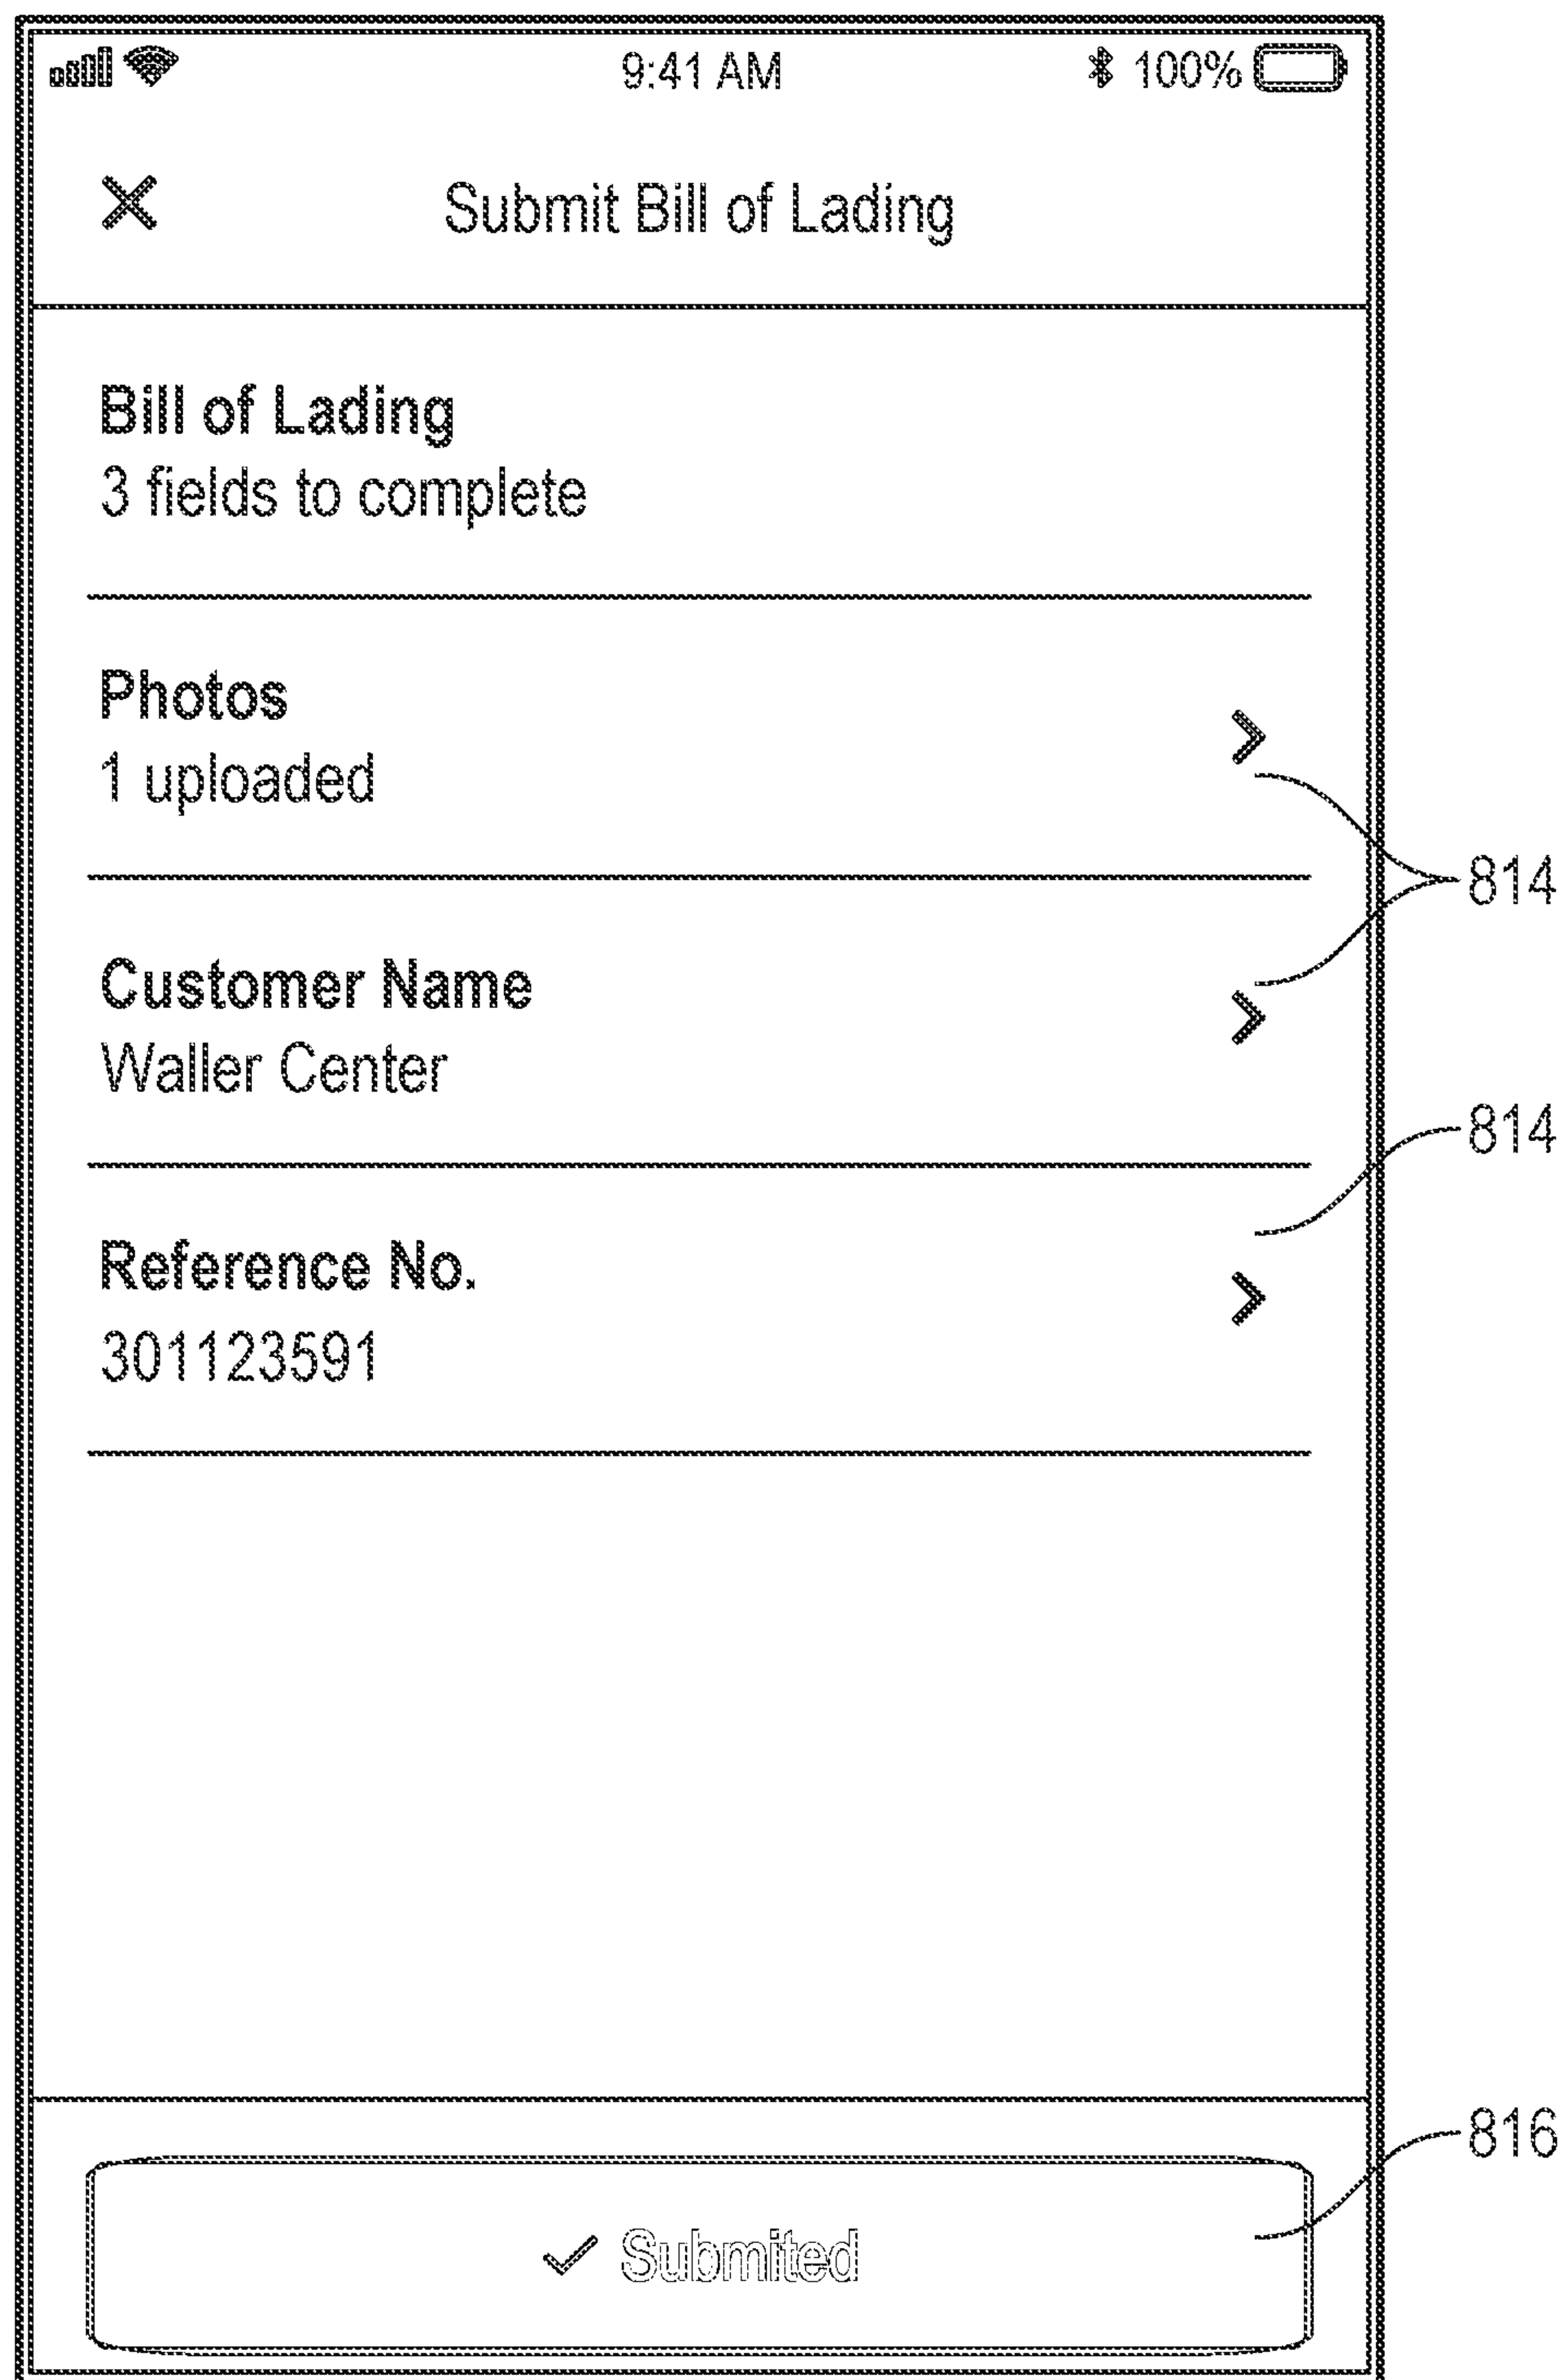 9:41 AM 100%
Submit Bill of Lading
Bill of Lading
3 fields to complete
Photos
1 uploaded
814
Customer Name
Waller Center
814
Reference No.
301123591
816
Submited